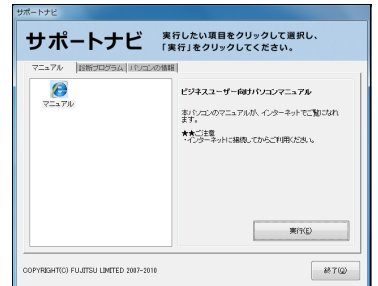 サポートナビ
サポートナビ
実行したい項目をクリックして選択し、
「実行」をクリックしてください。
マニュアル 診断プログラム パソコンの情報
マニュアル
ビジネスユーザー向けパソコンマニュアル
本パソコンのマニュアルが、インターネットでご覧になれ
ます。
★★ご注意
・インターネットに接続してからご利用ください。
実行(E)
COPYRIGHT(C) FUJITSU LIMITED 2007-2010
終了(Q)